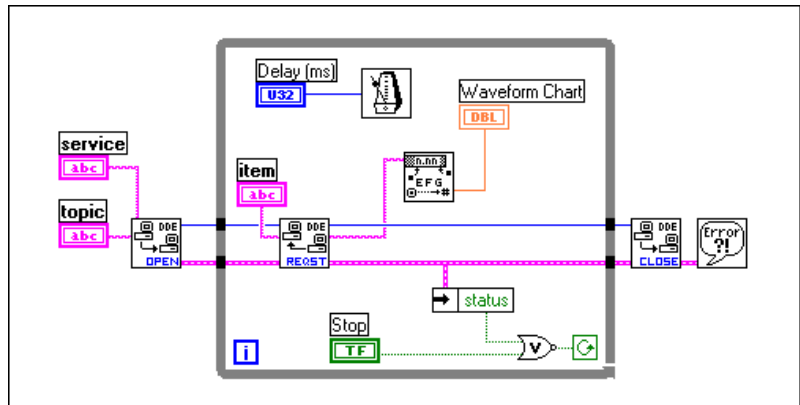 Delay (ms)
U32
Waveform Chart
DBL
service
abc
n.nn
EFG
#
item
abc
topic
abc
DDE
OPEN
DDE
REQST
DDE
CLOSE
Error
?!
status
Stop
TF
V
i